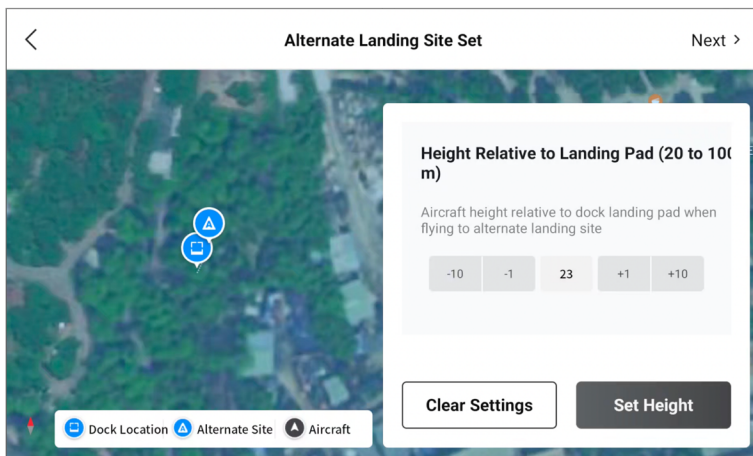 Alternate Landing Site Set
Next >
Height Relative to Landing Pad (20 to 100
m)
Aircraft height relative to dock landing pad when
flying to alternate landing site
-10 -1 23 +1 +10
Clear Settings Set Height
Dock Location Alternate Site Aircraft